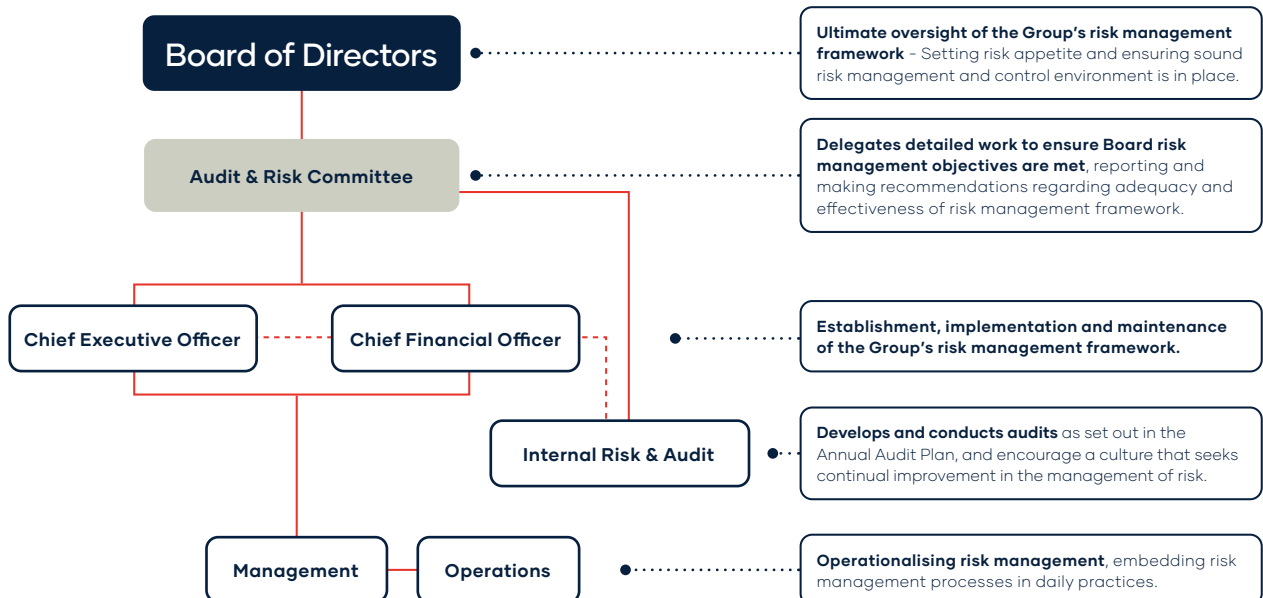 Board of Directors
Ultimate oversight of the Group's risk management
framework - Setting risk appetite and ensuring sound
risk management and control environment is in place.
Audit & Risk Committee
Delegates detailed work to ensure Board risk
management objectives are met, reporting and
making recommendations regarding adequacy and
effectiveness of risk management framework.
Chief Executive Officer
Chief Financial Officer
Establishment, implementation and maintenance
of the Group's risk management framework.
Internal Risk & Audit
Develops and conducts audits as set out in the
Annual Audit Plan, and encourage a culture that seeks
continual improvement in the management of risk.
Management
Operations
Operationalising risk management, embedding risk
management processes in daily practices.